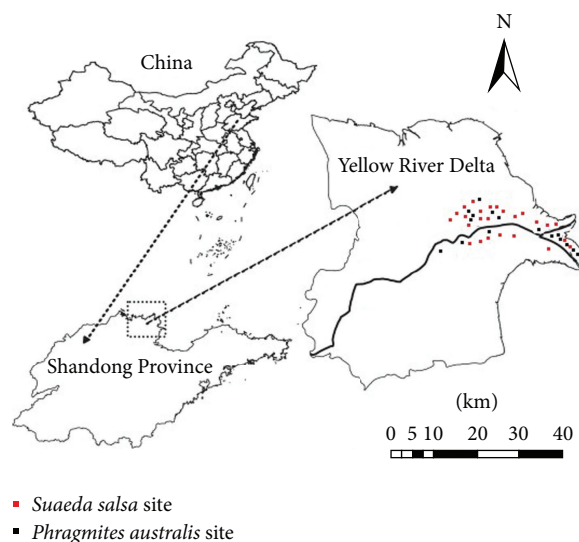 N
China
Yellow River Delta
Shandong Province
(km)
0 5 10 20 30 40
Suaeda salsa site
Phragmites australis site